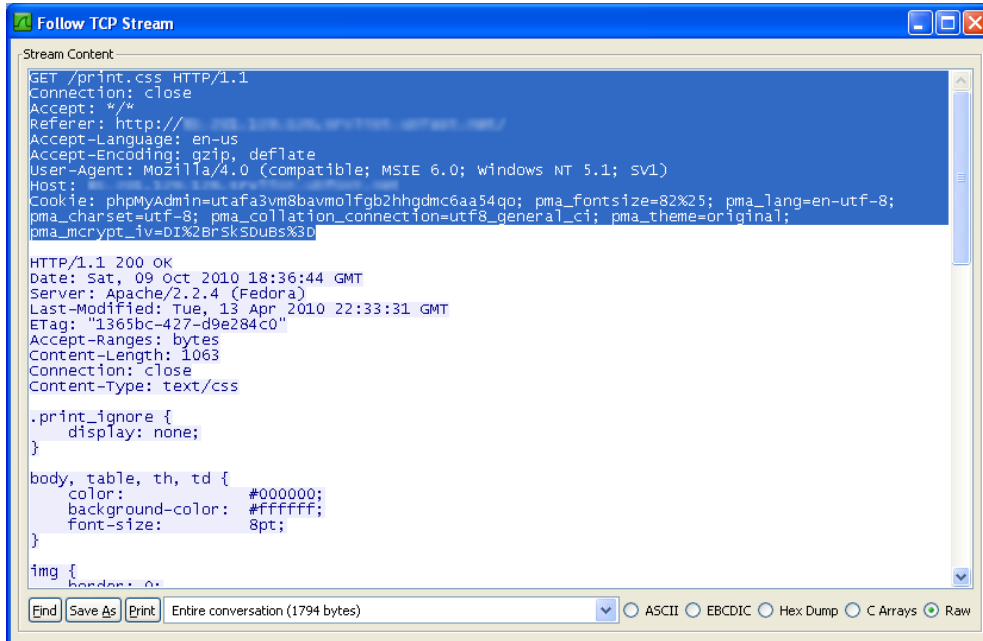 Follow TCP Stream
Stream Content
GET /print.css HTTP/1.1
Connection: close
Accept: */*
Referer: http://
Accept-Language: en-us
Accept-Encoding: gzip, deflate
User-Agent: Mozilla/4.0 (compatible; MSIE 6.0; Windows NT 5.1; SV1)
Host:
Cookie: phpMyAdmin=utafa3vm8bavmolfgb2hhgdmc6aa54qo; pma_fontsize=82%25; pma_lang=en-utf-8;
pma_charset=utf-8; pma_collation_connection=utf8_general_ci; pma_theme=original;
pma_mcrypt_iv=DI%2BrSkSDuBs%3D
HTTP/1.1 200 OK
Date: Sat, 09 Oct 2010 18:36:44 GMT
Server: Apache/2.2.4 (Fedora)
Last-Modified: Tue, 13 Apr 2010 22:33:31 GMT
ETag: "1365bc-427-d9e284c0"
Accept-Ranges: bytes
Content-Length: 1063
Connection: close
Content-Type: text/css
.print_ignore {
display: none;
}
body, table, th, td {
color: #000000;
background-color: #ffffff;
font-size: 8pt;
}
img {
border: 0;
Find Save As Print Entire conversation (1794 bytes) ASCII EBCDIC Hex Dump C Arrays Raw